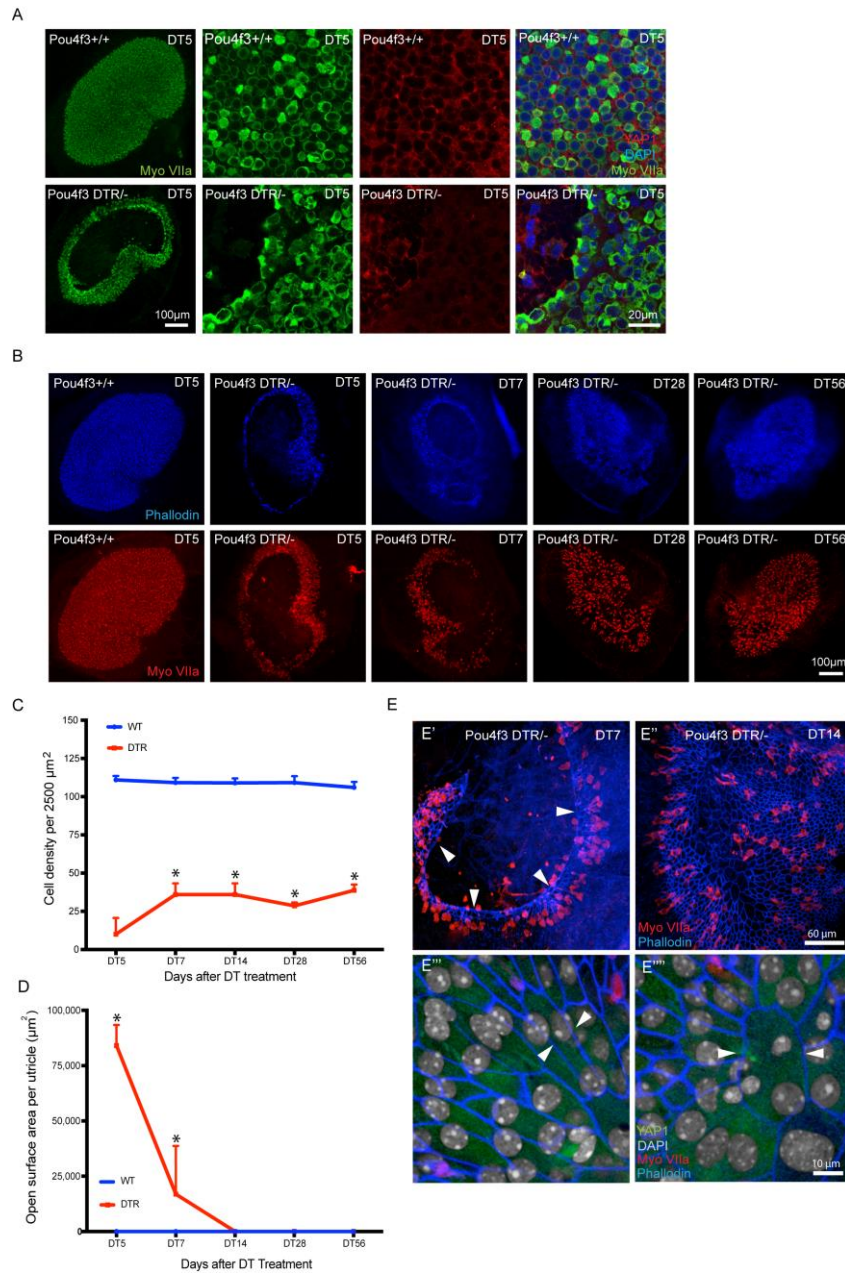 A
Pou4f3+/+ DT5
Myo VIIa
Pou4f3+/+ DT5
Pou4f3+/+ DT5
Pou4f3+/+ DT5
YAP1
DAPI
Myo VIIa
Pou4f3 DTR/- DT5
100µm
Pou4f3 DTR/- DT5
Pou4f3 DTR/- DT5
Pou4f3 DTR/- DT5
20µm
B
Pou4f3+/+ DT5
Phallodin
Pou4f3 DTR/- DT5
Pou4f3 DTR/- DT7
Pou4f3 DTR/- DT28
Pou4f3 DTR/- DT56
Pou4f3+/+ DT5
Myo VIIa
Pou4f3 DTR/- DT5
Pou4f3 DTR/- DT7
Pou4f3 DTR/- DT28
Pou4f3 DTR/- DT56
100µm
C
Cell density per 2500 µm²
150
125
100
75
50
25
0
WT
DTR
* * * *
DT5 DT7 DT14 DT28 DT56
Days after DT treatment
D
Open surface area per utricle (µm²)
100,000
75,000
50,000
25,000
0
*
*
WT
DTR
DT5 DT7 DT14 DT28 DT56
Days after DT Treatment
E
E' Pou4f3 DTR/- DT7
E'' Pou4f3 DTR/- DT14
Myo VIIa
Phallodin
60 µm
E'''
E''''
YAP1
DAPI
Myo VIIa
Phallodin
10 µm